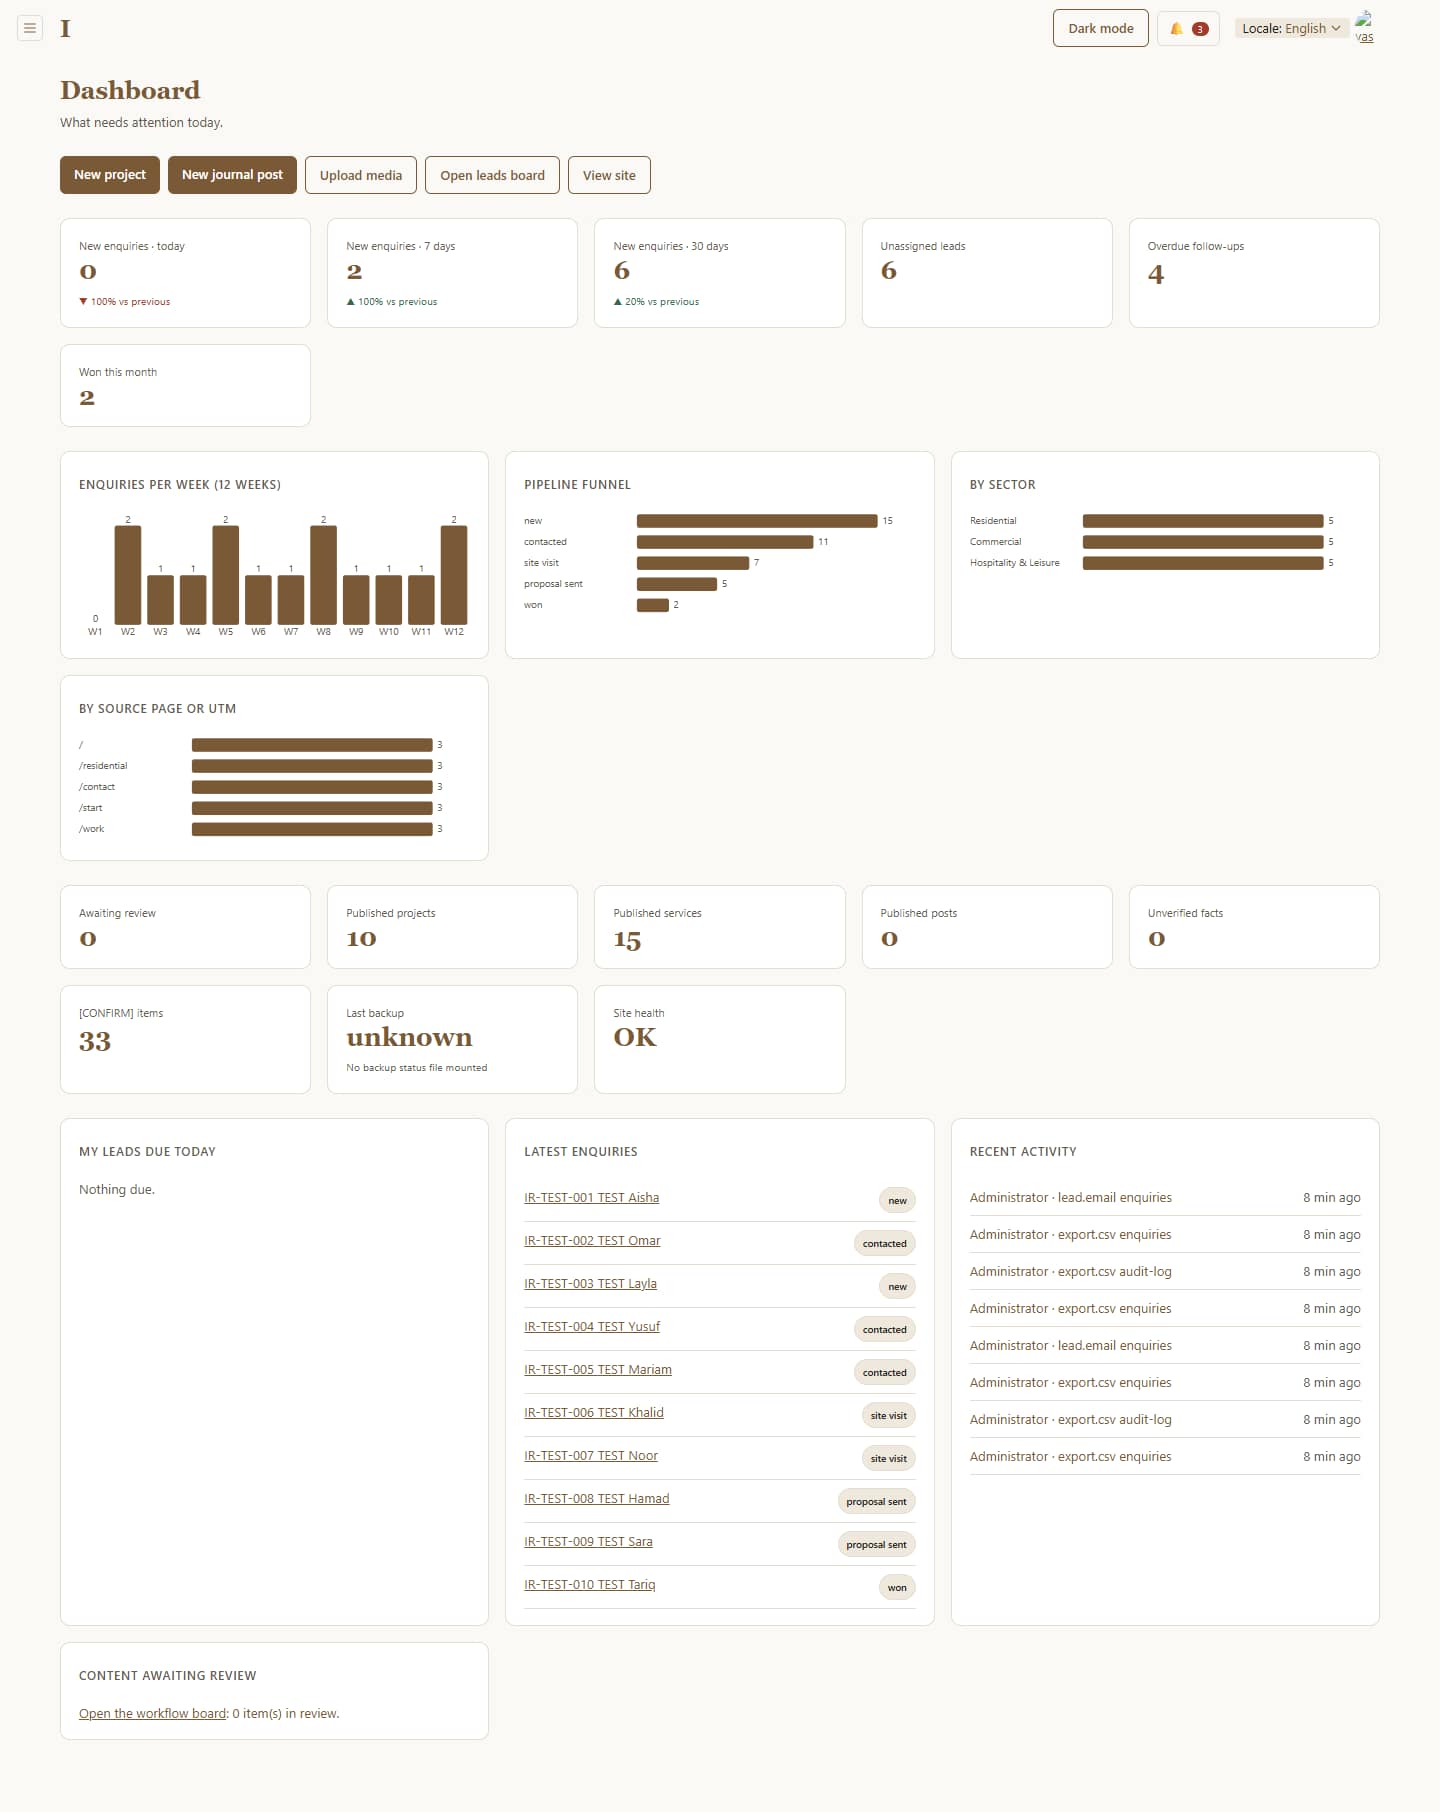 I
Dark mode
3
Locale: English
vas
Dashboard
What needs attention today.
New project
New journal post
Upload media
Open leads board
View site
New enquiries · today
0
▼ 100% vs previous
New enquiries · 7 days
2
▲ 100% vs previous
New enquiries · 30 days
6
▲ 20% vs previous
Unassigned leads
6
Overdue follow-ups
4
Won this month
2
ENQUIRIES PER WEEK (12 WEEKS)
0 2 1 1 2 1 1 2 1 1 1 2
W1 W2 W3 W4 W5 W6 W7 W8 W9 W10 W11 W12
PIPELINE FUNNEL
new 15
contacted 11
site visit 7
proposal sent 5
won 2
BY SECTOR
Residential 5
Commercial 5
Hospitality & Leisure 5
BY SOURCE PAGE OR UTM
/ 3
/residential 3
/contact 3
/start 3
/work 3
Awaiting review
0
Published projects
10
Published services
15
Published posts
0
Unverified facts
0
[CONFIRM] items
33
Last backup
unknown
No backup status file mounted
Site health
OK
MY LEADS DUE TODAY
Nothing due.
LATEST ENQUIRIES
IR-TEST-001 TEST Aisha new
IR-TEST-002 TEST Omar contacted
IR-TEST-003 TEST Layla new
IR-TEST-004 TEST Yusuf contacted
IR-TEST-005 TEST Mariam contacted
IR-TEST-006 TEST Khalid site visit
IR-TEST-007 TEST Noor site visit
IR-TEST-008 TEST Hamad proposal sent
IR-TEST-009 TEST Sara proposal sent
IR-TEST-010 TEST Tariq won
RECENT ACTIVITY
Administrator · lead.email enquiries 8 min ago
Administrator · export.csv enquiries 8 min ago
Administrator · export.csv audit-log 8 min ago
Administrator · export.csv enquiries 8 min ago
Administrator · lead.email enquiries 8 min ago
Administrator · export.csv enquiries 8 min ago
Administrator · export.csv audit-log 8 min ago
Administrator · export.csv enquiries 8 min ago
CONTENT AWAITING REVIEW
Open the workflow board: 0 item(s) in review.